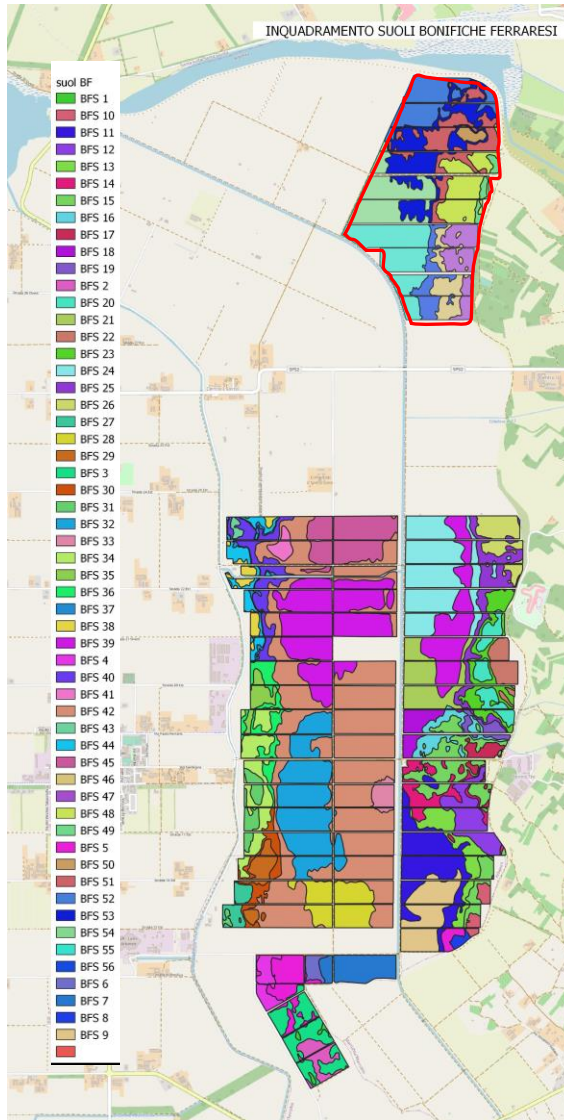 INQUADRAMENTO SUOLI BONIFICHE FERRARESI
suol BF
BFS 1
BFS 10
BFS 11
BFS 12
BFS 13
BFS 14
BFS 15
BFS 16
BFS 17
BFS 18
BFS 19
BFS 2
BFS 20
BFS 21
BFS 22
BFS 23
BFS 24
BFS 25
BFS 26
BFS 27
BFS 28
BFS 29
BFS 3
BFS 30
BFS 31
BFS 32
BFS 33
BFS 34
BFS 35
BFS 36
BFS 37
BFS 38
BFS 39
BFS 4
BFS 40
BFS 41
BFS 42
BFS 43
BFS 44
BFS 45
BFS 46
BFS 47
BFS 48
BFS 49
BFS 5
BFS 50
BFS 51
BFS 52
BFS 53
BFS 54
BFS 55
BFS 56
BFS 6
BFS 7
BFS 8
BFS 9